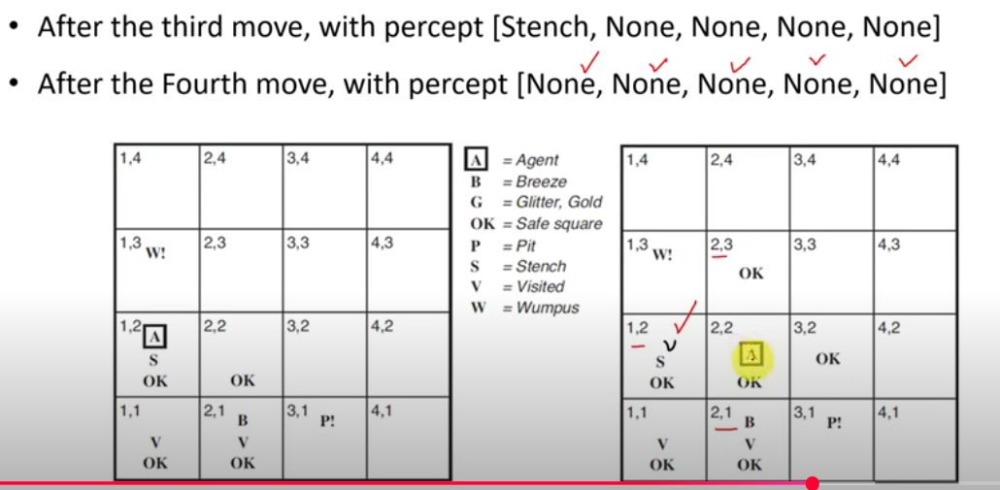 • After the third move, with percept [Stench, None, None, None, None]
• After the Fourth move, with percept [None, None, None, None, None]
1,4 2,4 3,4 4,4
1,3 W! 2,3 3,3 4,3
1,2 A 2,2 3,2 4,2
S
OK OK
1,1 2,1 B 3,1 P! 4,1
V V
OK OK
A = Agent
B = Breeze
G = Glitter, Gold
OK = Safe square
P = Pit
S = Stench
V = Visited
W = Wumpus
1,4 2,4 3,4 4,4
1,3 W! 2,3 3,3 4,3
OK
1,2 2,2 3,2 4,2
V A OK
S
OK OK
1,1 2,1 B 3,1 P! 4,1
V V
OK OK